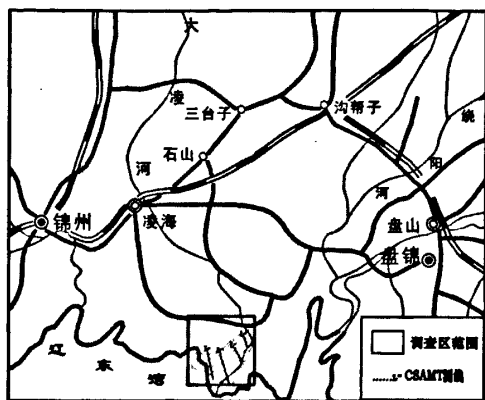 大
凌
河
三台子
沟帮子
绕
阳
河
石山
锦州
凌海
盘山
盘锦
辽东湾
调查区范围
CSAMT测线